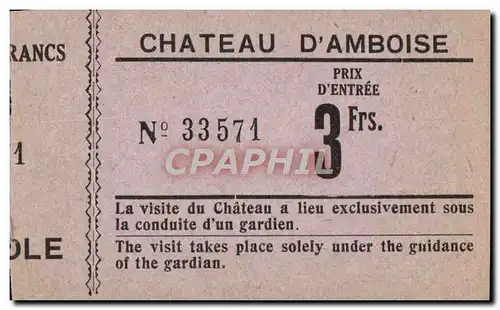 RANCS
1
OLE
CHATEAU D'AMBOISE
PRIX
D'ENTRÉE
Nº 33571
3 Frs.
CPAPHIL
La visite du Château a lieu exclusivement sous
la conduite d'un gardien.
The visit takes place solely under the guidance
of the gardian.